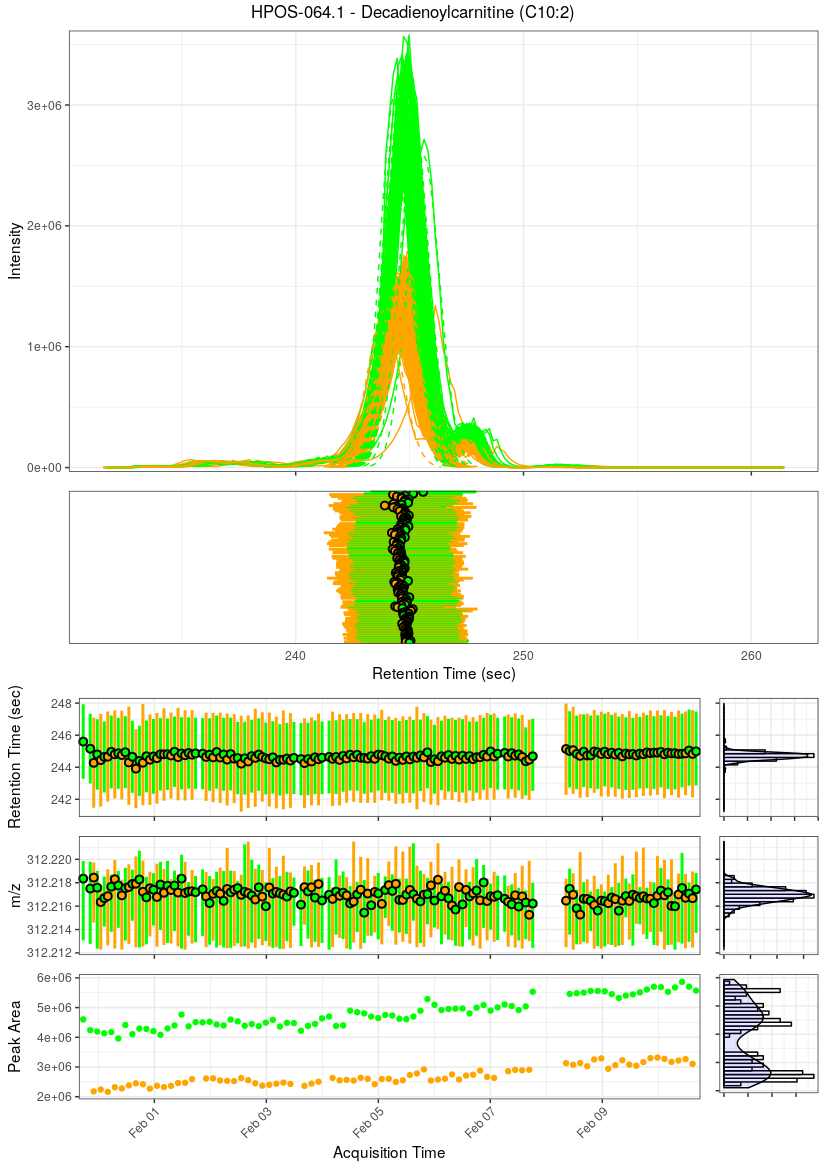 HPOS-064.1 - Decadienoylcarnitine (C10:2)
Intensity
3e+06
2e+06
1e+06
0e+00
240
250
260
Retention Time (sec)
Retention Time (sec)
248
246
244
242
m/z
312.220
312.218
312.216
312.214
312.212
Peak Area
6e+06
5e+06
4e+06
3e+06
2e+06
Feb 01
Feb 03
Feb 05
Feb 07
Feb 09
Acquisition Time